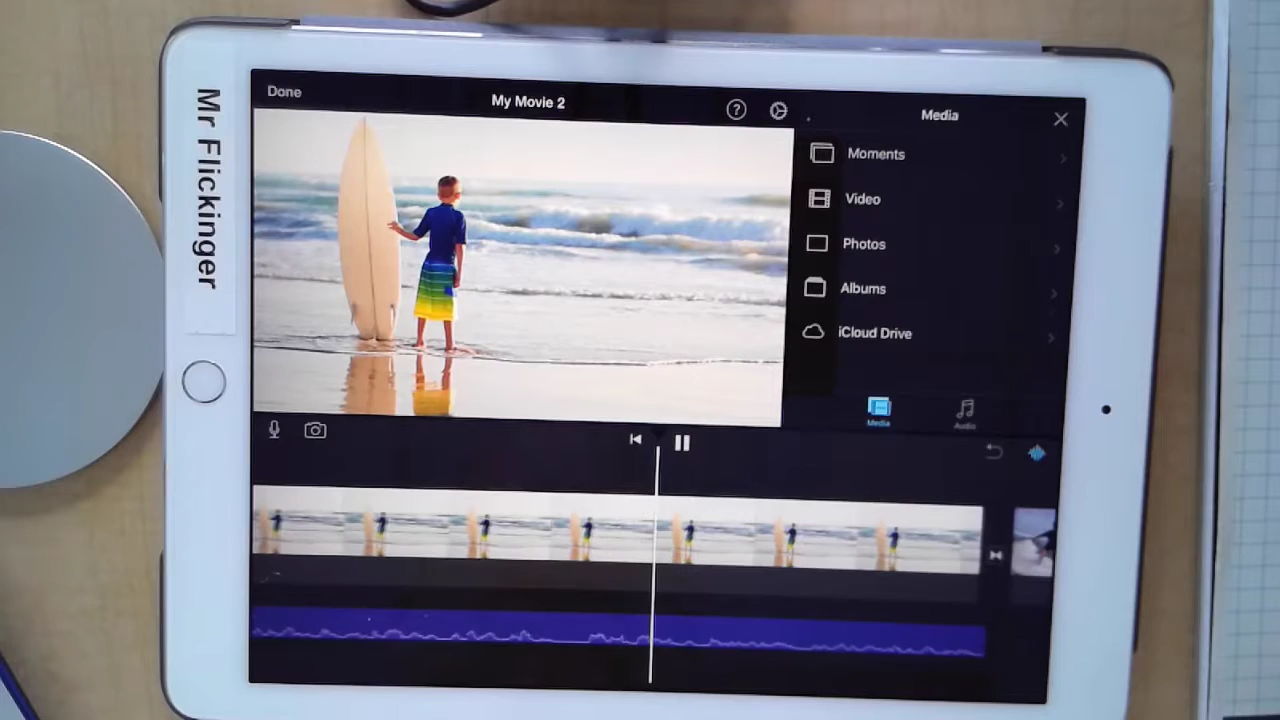 Mr Flickinger
Done
My Movie 2
?
Media
Moments
Video
Photos
Albums
iCloud Drive
Media
Audio